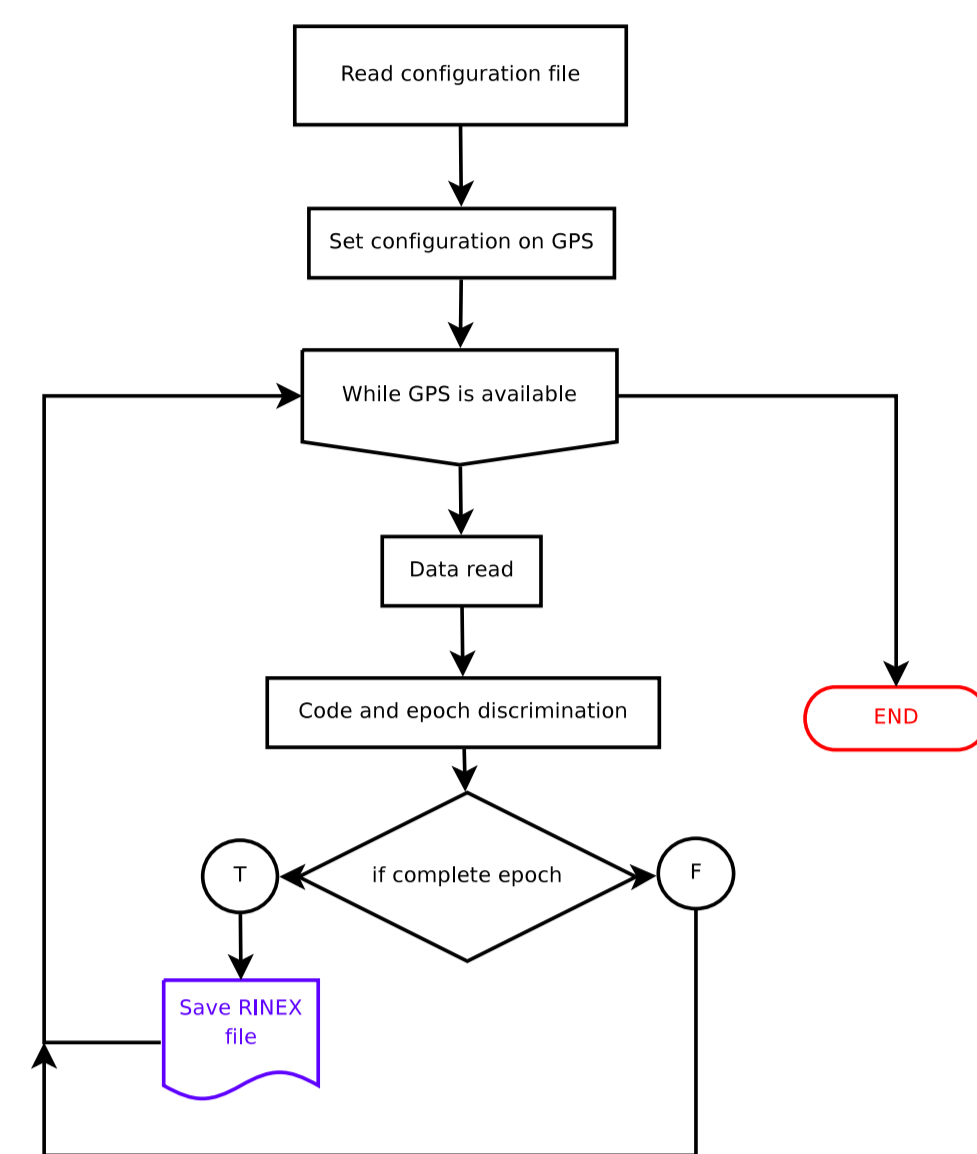 Read configuration file
Set configuration on GPS
While GPS is available
Data read
Code and epoch discrimination
END
if complete epoch
T
F
Save RINEX
file